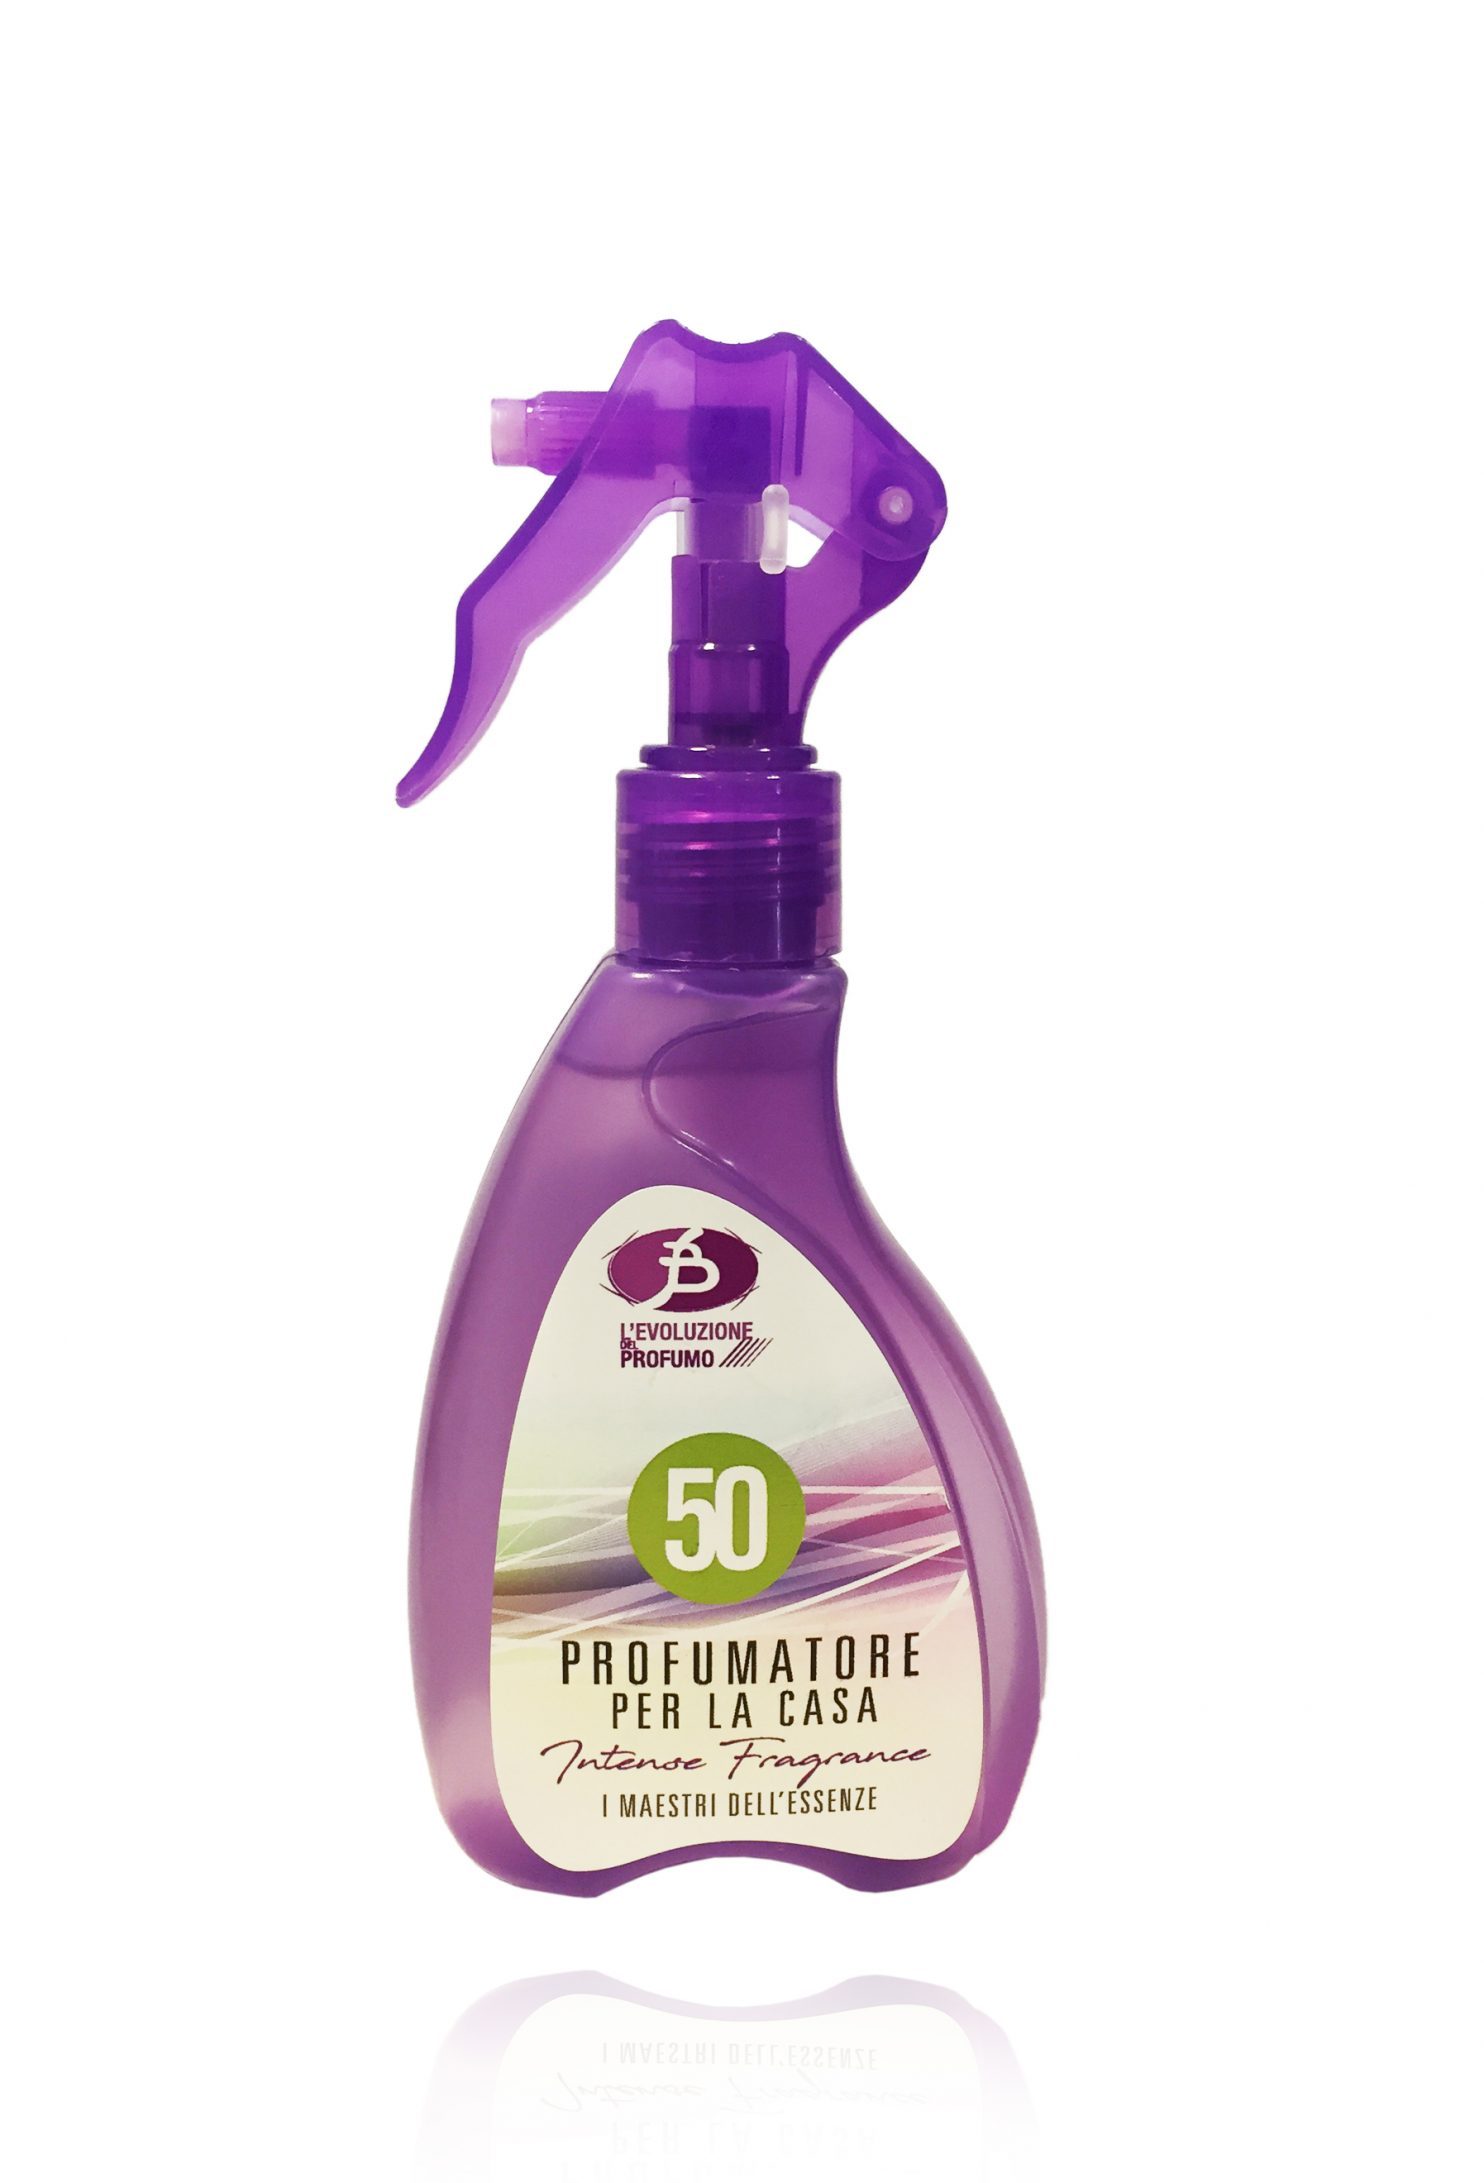 B
L'EVOLUZIONE
DEL
PROFUMO
50
PROFUMATORE
PER LA CASA
Intense Fragrance
I MAESTRI DELL'ESSENZE